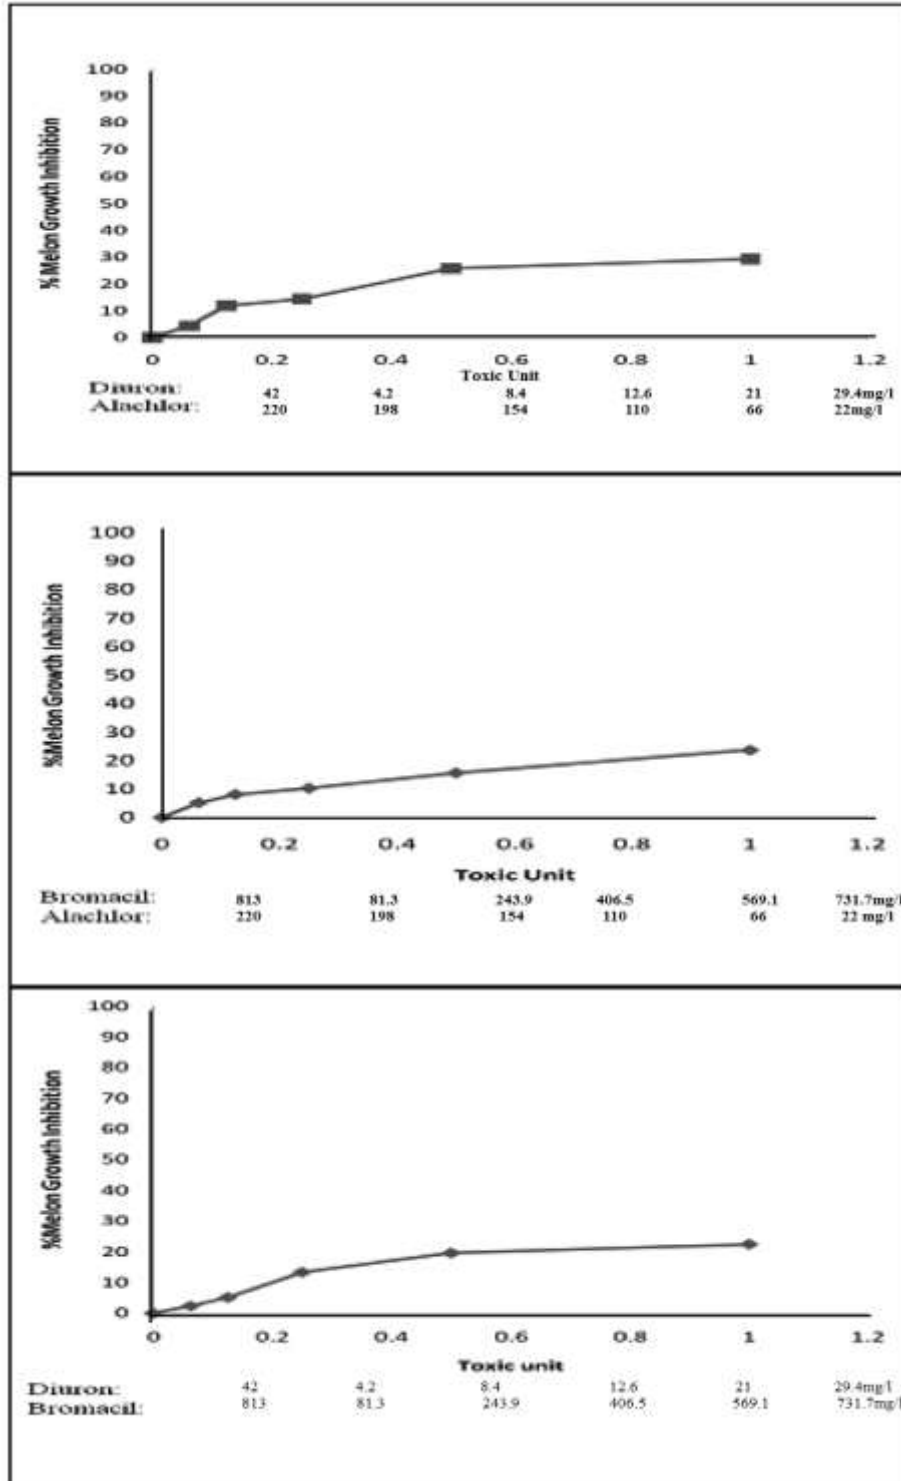 % Melon Growth Inhibition
100
90
80
70
60
50
40
30
20
10
0
0 0.2 0.4 0.6 0.8 1 1.2
Toxic Unit
Diuron: 42 4.2 8.4 12.6 21 29.4mg/l
Alachlor: 220 198 154 110 66 22mg/l
%Melon Growth Inhibition
100
90
80
70
60
50
40
30
20
10
0
0 0.2 0.4 0.6 0.8 1 1.2
Toxic Unit
Bromacil: 813 81.3 243.9 406.5 569.1 731.7mg/l
Alachlor: 220 198 154 110 66 22 mg/l
%Melon Growth Inhibition
100
90
80
70
60
50
40
30
20
10
0
0 0.2 0.4 0.6 0.8 1 1.2
Toxic unit
Diuron: 42 4.2 8.4 12.6 21 29.4mg/l
Bromacil: 813 81.3 243.9 406.5 569.1 731.7mg/l